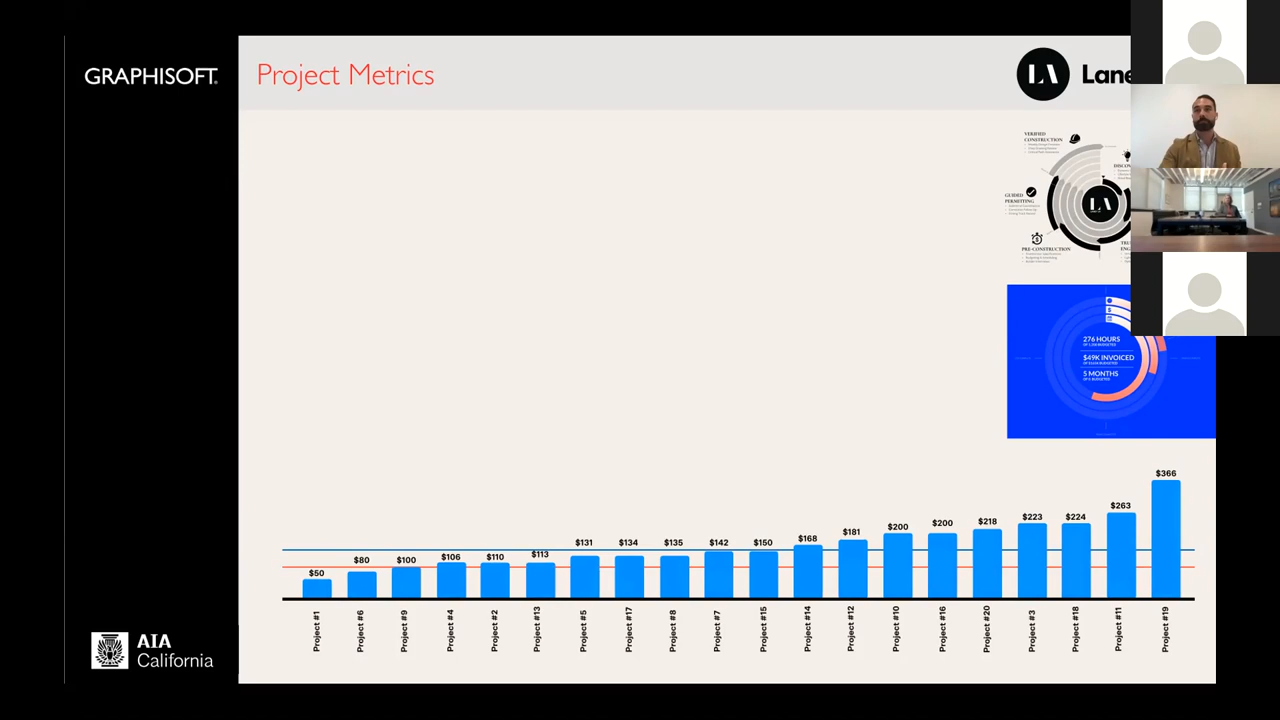 GRAPHISOFT.
Project Metrics
LA
Lane
VERIFIED
CONSTRUCTION
GUIDED
PERMITTING
PRE-CONSTRUCTION
LA
276 HOURS
$49K INVOICED
5 MONTHS
$50
$80
$100
$106
$110
$113
$131
$134
$135
$142
$150
$168
$181
$200
$200
$218
$223
$224
$263
$366
Project #1
Project #6
Project #9
Project #4
Project #2
Project #13
Project #5
Project #17
Project #8
Project #7
Project #15
Project #14
Project #12
Project #10
Project #16
Project #20
Project #3
Project #18
Project #11
Project #19
AIA
California